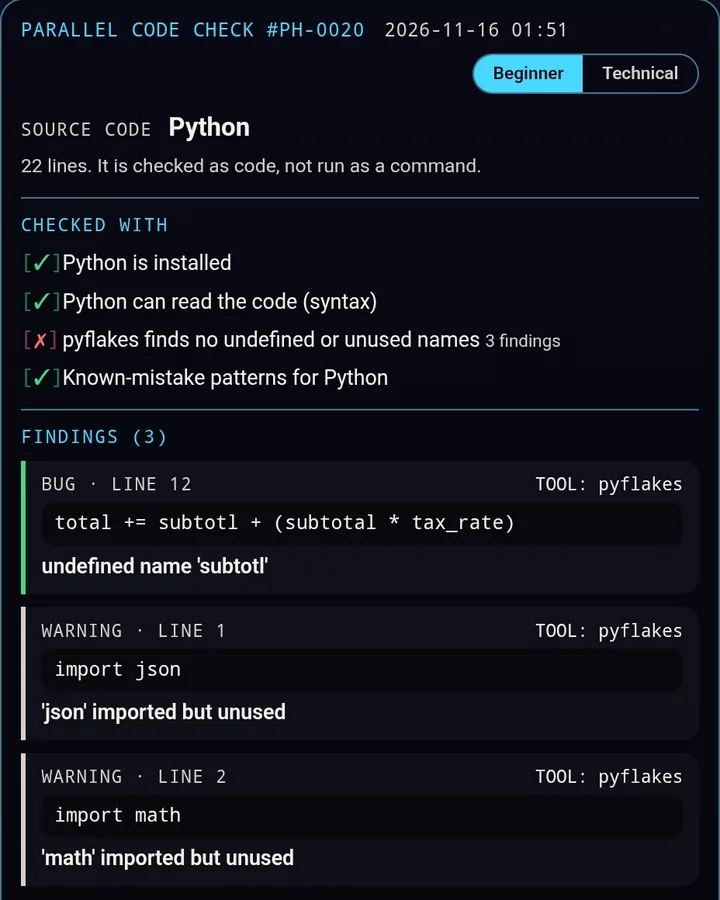 PARALLEL CODE CHECK #PH-0020 2026-11-16 01:51
Beginner Technical
SOURCE CODE Python
22 lines. It is checked as code, not run as a command.
CHECKED WITH
[✓] Python is installed
[✓] Python can read the code (syntax)
[✗] pyflakes finds no undefined or unused names 3 findings
[✓] Known-mistake patterns for Python
FINDINGS (3)
BUG · LINE 12 TOOL: pyflakes
total += subtotl + (subtotal * tax_rate)
undefined name 'subtotl'
WARNING · LINE 1 TOOL: pyflakes
import json
'json' imported but unused
WARNING · LINE 2 TOOL: pyflakes
import math
'math' imported but unused